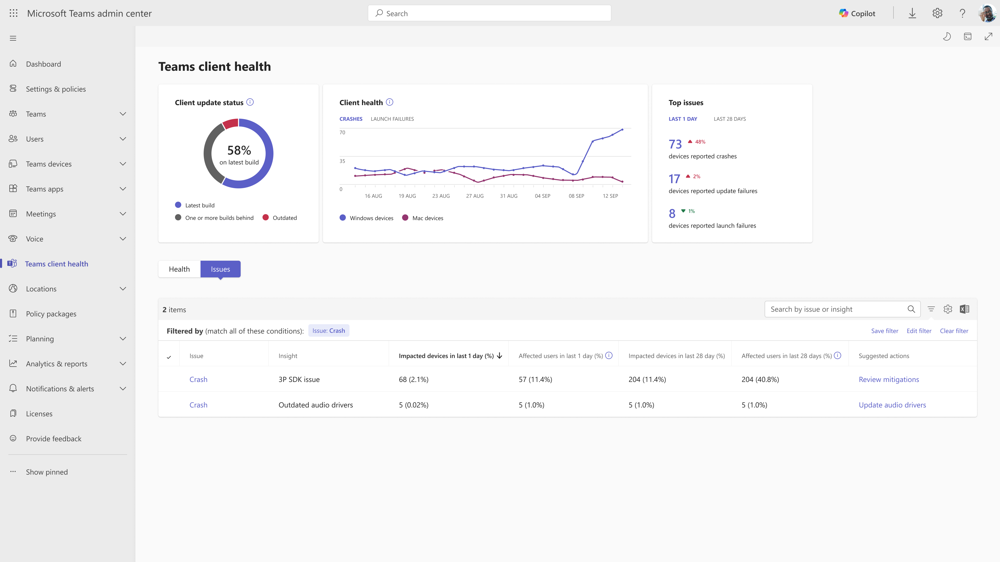 Microsoft Teams admin center
Search
Copilot
Dashboard
Settings & policies
Teams
Users
Teams devices
Teams apps
Meetings
Voice
Teams client health
Locations
Policy packages
Planning
Analytics & reports
Notifications & alerts
Licenses
Provide feedback
Show pinned
Teams client health
Client update status
58%
on latest build
Latest build
One or more builds behind
Outdated
Client health
CRASHES LAUNCH FAILURES
70
35
0
16 AUG 19 AUG 23 AUG 27 AUG 31 AUG 04 SEP 08 SEP 12 SEP
Windows devices Mac devices
Top issues
LAST 1 DAY LAST 28 DAYS
73 48%
devices reported crashes
17 2%
devices reported update failures
8 1%
devices reported launch failures
Health Issues
2 items
Search by issue or insight
Filtered by (match all of these conditions): Issue: Crash
Save filter Edit filter Clear filter
Issue Insight Impacted devices in last 1 day (%) Affected users in last 1 day (%) Impacted devices in last 28 day (%) Affected users in last 28 days (%) Suggested actions
Crash 3P SDK issue 68 (2.1%) 57 (11.4%) 204 (11.4%) 204 (40.8%) Review mitigations
Crash Outdated audio drivers 5 (0.02%) 5 (1.0%) 5 (1.0%) 5 (1.0%) Update audio drivers